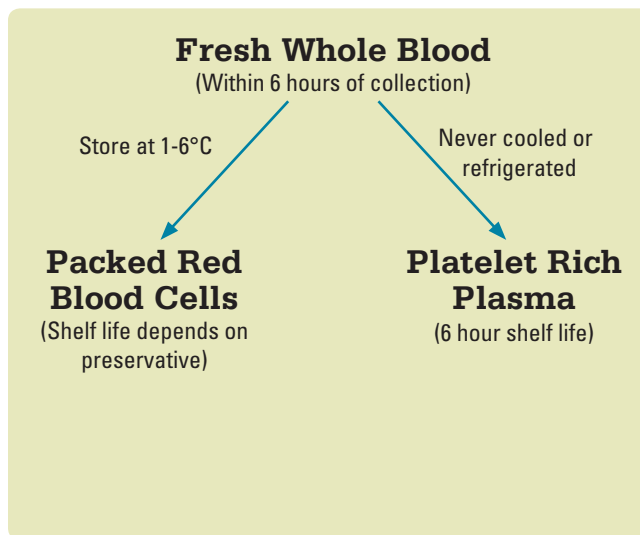 Fresh Whole Blood
(Within 6 hours of collection)
Store at 1-6°C
Never cooled or
refrigerated
Packed Red
Blood Cells
(Shelf life depends on
preservative)
Platelet Rich
Plasma
(6 hour shelf life)